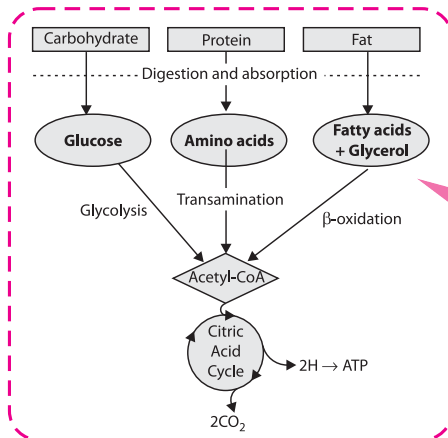 Carbohydrate Protein Fat
Digestion and absorption
Glucose Amino acids Fatty acids
+ Glycerol
Glycolysis Transamination β-oxidation
Acetyl-CoA
Citric
Acid
Cycle
2H → ATP
2CO₂